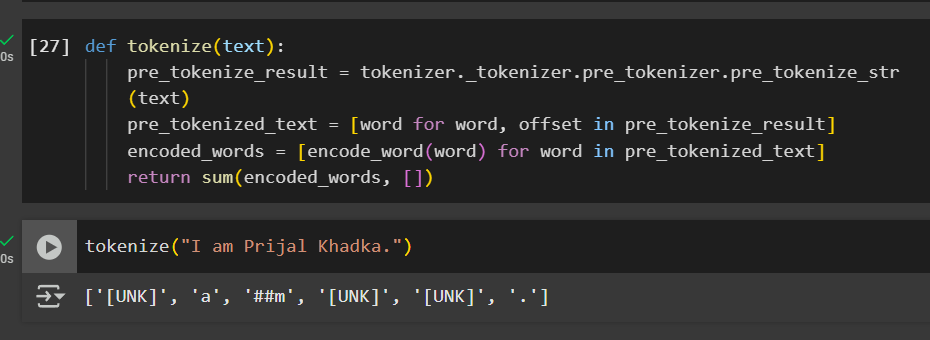 [27] def tokenize(text):
0s
pre_tokenize_result = tokenizer._tokenizer.pre_tokenizer.pre_tokenize_str
(text)
pre_tokenized_text = [word for word, offset in pre_tokenize_result]
encoded_words = [encode_word(word) for word in pre_tokenized_text]
return sum(encoded_words, [])
tokenize("I am Prijal Khadka.")
0s
['[UNK]', 'a', '##m', '[UNK]', '[UNK]', '.']